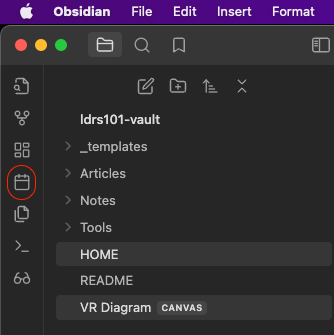 Obsidian File Edit Insert Format
ldrs101-vault
_templates
Articles
Notes
Tools
HOME
README
VR Diagram CANVAS